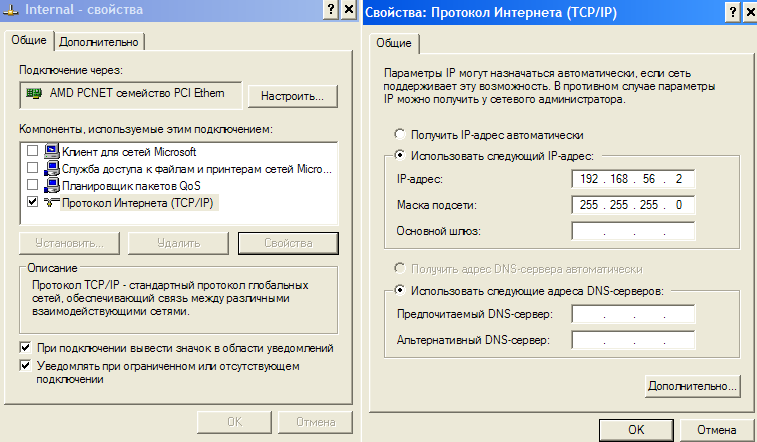 Internal - свойства
Общие
Дополнительно
Подключение через:
AMD PCNET семейство PCI Ethern
Настроить...
Компоненты, используемые этим подключением:
Клиент для сетей Microsoft
Служба доступа к файлам и принтерам сетей Micro...
Планировщик пакетов QoS
Протокол Интернета (TCP/IP)
Установить...
Удалить
Свойства
Описание
Протокол TCP/IP - стандартный протокол глобальных
сетей, обеспечивающий связь между различными
взаимодействующими сетями.
При подключении вывести значок в области уведомлений
Уведомлять при ограниченном или отсутствующем
подключении
OK
Отмена
Свойства: Протокол Интернета (TCP/IP)
Общие
Параметры IP могут назначаться автоматически, если сеть
поддерживает эту возможность. В противном случае параметры
IP можно получить у сетевого администратора.
Получить IP-адрес автоматически
Использовать следующий IP-адрес:
IP-адрес:
192 . 168 . 56 . 2
Маска подсети:
255 . 255 . 255 . 0
Основной шлюз:
. . .
Получить адрес DNS-сервера автоматически
Использовать следующие адреса DNS-серверов:
Предпочитаемый DNS-сервер:
. . .
Альтернативный DNS-сервер:
. . .
Дополнительно...
OK
Отмена